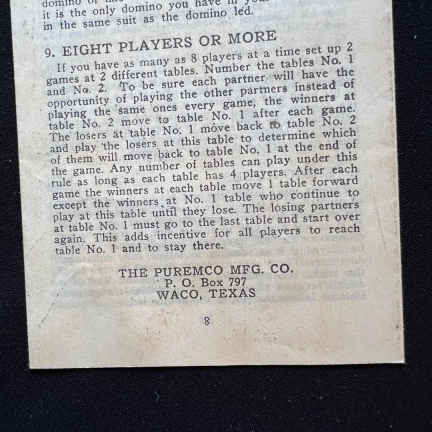 it is the only domino you have in
in the same suit as the domino led.
9. EIGHT PLAYERS OR MORE
If you have as many as 8 players at a time set up 2
games at 2 different tables. Number the tables No. 1
and No. 2. To be sure each partner will have the
opportunity of playing the other partners instead of
playing the same ones every game, the winners at
table No. 2 move to table No. 1 after each game.
The losers at table No. 1 move back to table No. 2
and play the losers at this table to determine which
of them will move back to table No. 1 at the end of
the game. Any number of tables can play under this
rule as long as each table has 4 players. After each
game the winners at each table move 1 table forward
except the winners at No. 1 table who continue to
play at this table until they lose. The losing partners
at table No. 1 must go to the last table and start over
again. This adds incentive for all players to reach
table No. 1 and to stay there.
THE PUREMCO MFG. CO.
P. O. Box 797
WACO, TEXAS
8